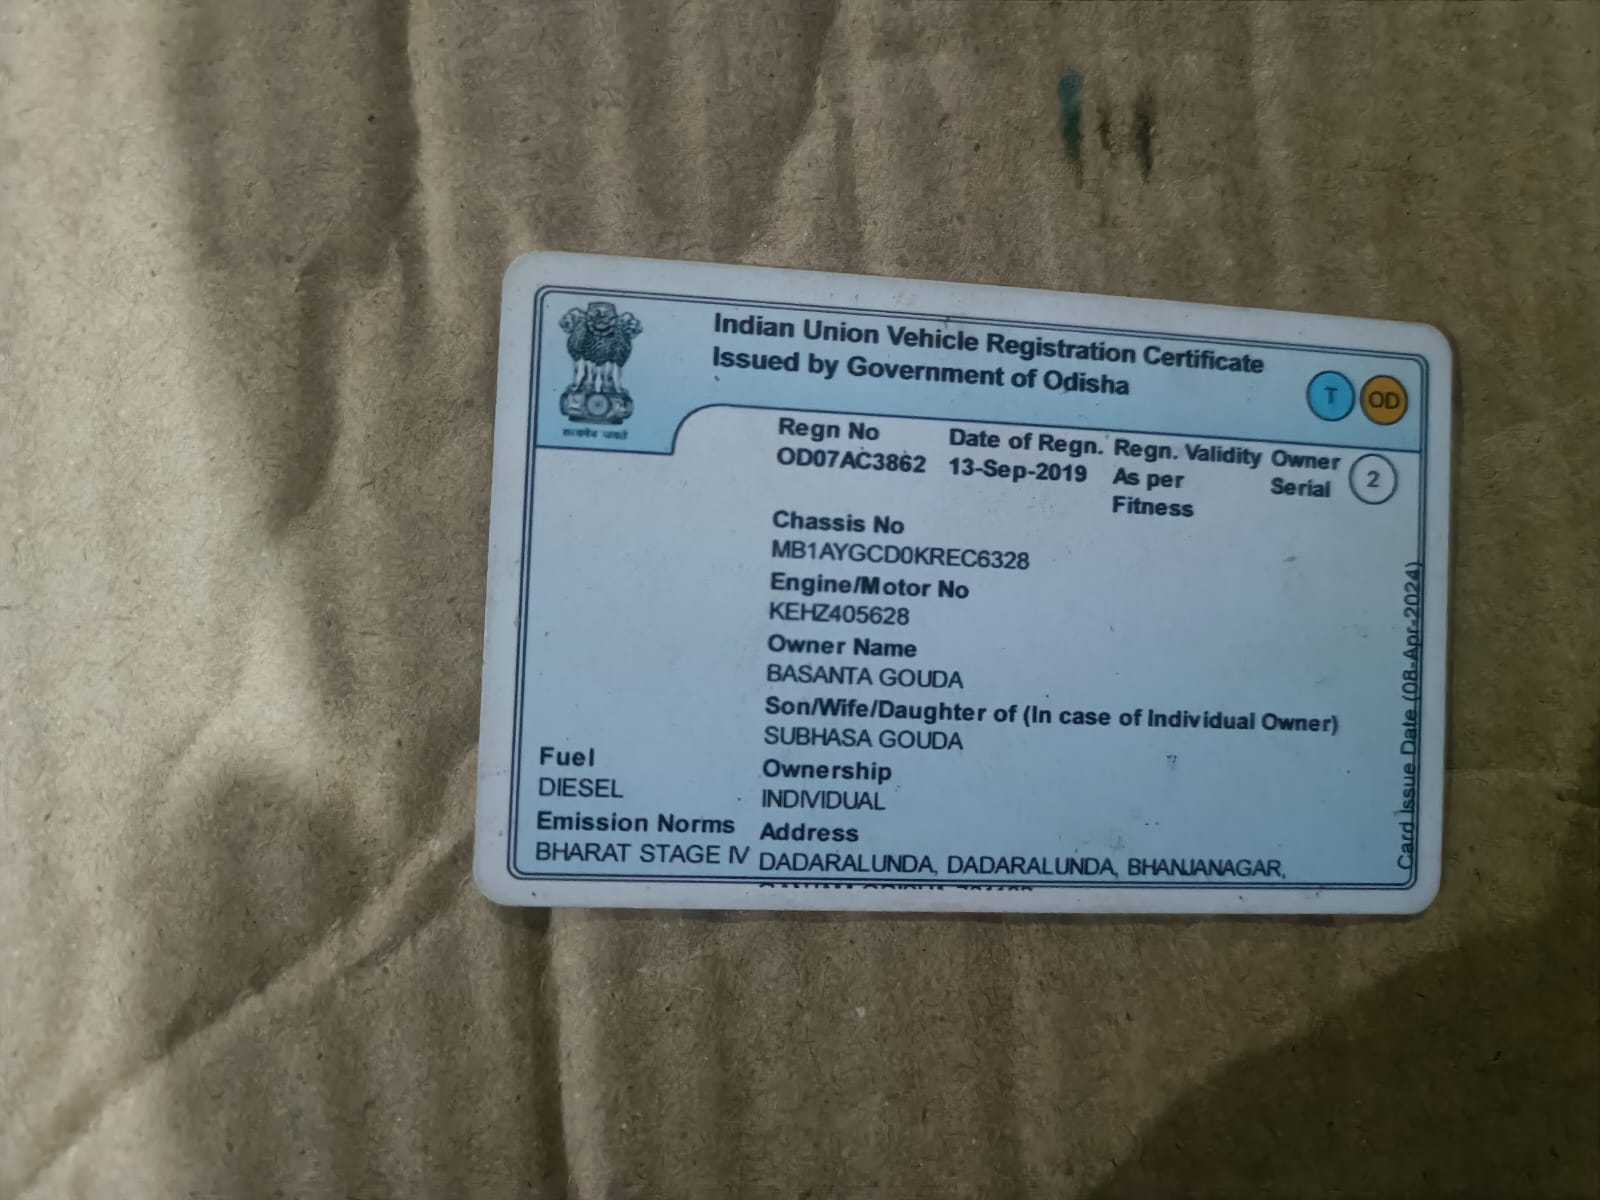 Indian Union Vehicle Registration Certificate
Issued by Government of Odisha
T OD
सत्यमेव जयते
Regn No Date of Regn. Regn. Validity Owner Serial 2
OD07AC3862 13-Sep-2019 As per Fitness
Chassis No
MB1AYGCD0KREC6328
Engine/Motor No
KEHZ405628
Owner Name
BASANTA GOUDA
Son/Wife/Daughter of (In case of Individual Owner)
SUBHASA GOUDA
Fuel
DIESEL
Ownership
INDIVIDUAL
Emission Norms
BHARAT STAGE IV
Address
DADARALUNDA, DADARALUNDA, BHANJANAGAR,
Card Issue Date (08-Apr-2024)